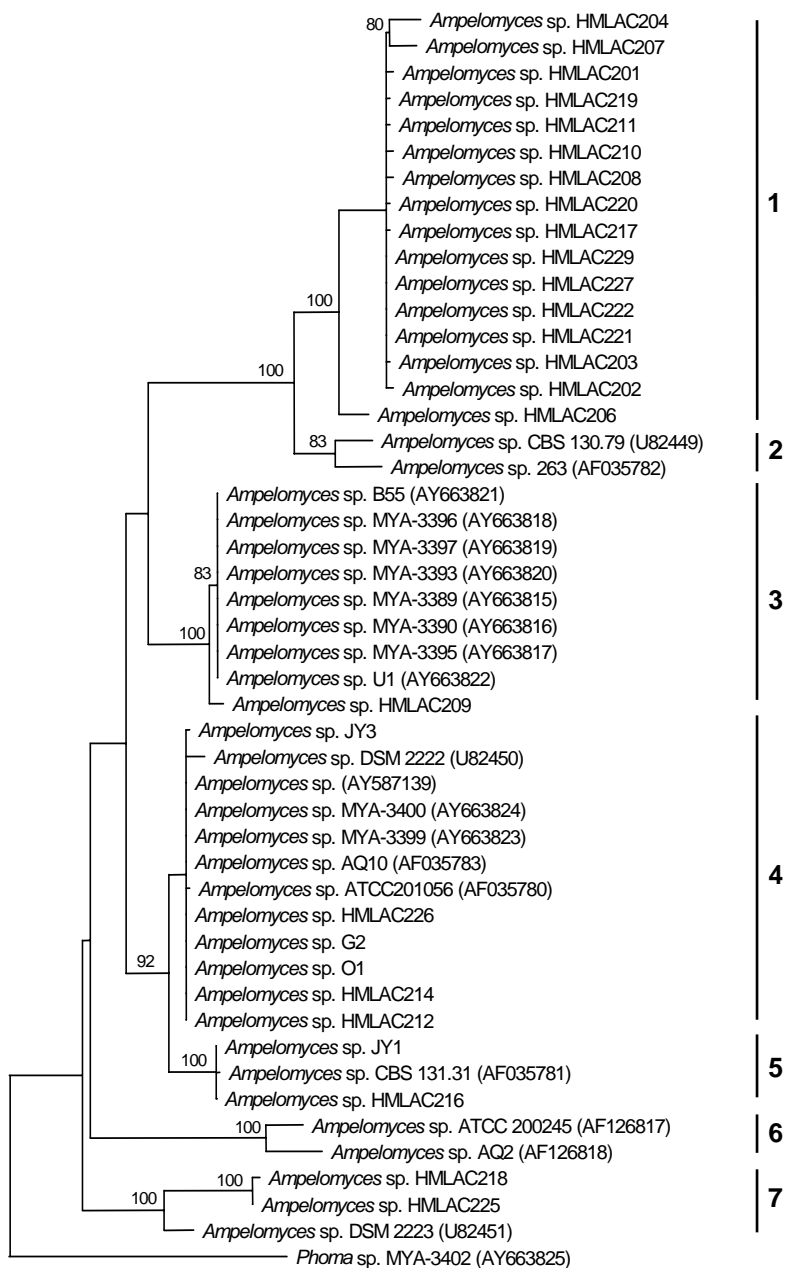 80
Ampelomyces sp. HMLAC204
Ampelomyces sp. HMLAC207
Ampelomyces sp. HMLAC201
Ampelomyces sp. HMLAC219
Ampelomyces sp. HMLAC211
Ampelomyces sp. HMLAC210
Ampelomyces sp. HMLAC208
Ampelomyces sp. HMLAC220
1
Ampelomyces sp. HMLAC217
Ampelomyces sp. HMLAC229
Ampelomyces sp. HMLAC227
100
Ampelomyces sp. HMLAC222
Ampelomyces sp. HMLAC221
Ampelomyces sp. HMLAC203
100
Ampelomyces sp. HMLAC202
Ampelomyces sp. HMLAC206
83
Ampelomyces sp. CBS 130.79 (U82449)
2
Ampelomyces sp. 263 (AF035782)
Ampelomyces sp. B55 (AY663821)
Ampelomyces sp. MYA-3396 (AY663818)
Ampelomyces sp. MYA-3397 (AY663819)
83
Ampelomyces sp. MYA-3393 (AY663820)
Ampelomyces sp. MYA-3389 (AY663815)
3
Ampelomyces sp. MYA-3390 (AY663816)
100
Ampelomyces sp. MYA-3395 (AY663817)
Ampelomyces sp. U1 (AY663822)
Ampelomyces sp. HMLAC209
Ampelomyces sp. JY3
Ampelomyces sp. DSM 2222 (U82450)
Ampelomyces sp. (AY587139)
Ampelomyces sp. MYA-3400 (AY663824)
Ampelomyces sp. MYA-3399 (AY663823)
Ampelomyces sp. AQ10 (AF035783)
4
Ampelomyces sp. ATCC201056 (AF035780)
Ampelomyces sp. HMLAC226
Ampelomyces sp. G2
92
Ampelomyces sp. O1
Ampelomyces sp. HMLAC214
Ampelomyces sp. HMLAC212
Ampelomyces sp. JY1
100
Ampelomyces sp. CBS 131.31 (AF035781)
5
Ampelomyces sp. HMLAC216
100
Ampelomyces sp. ATCC 200245 (AF126817)
6
Ampelomyces sp. AQ2 (AF126818)
100
Ampelomyces sp. HMLAC218
100
Ampelomyces sp. HMLAC225
7
Ampelomyces sp. DSM 2223 (U82451)
Phoma sp. MYA-3402 (AY663825)